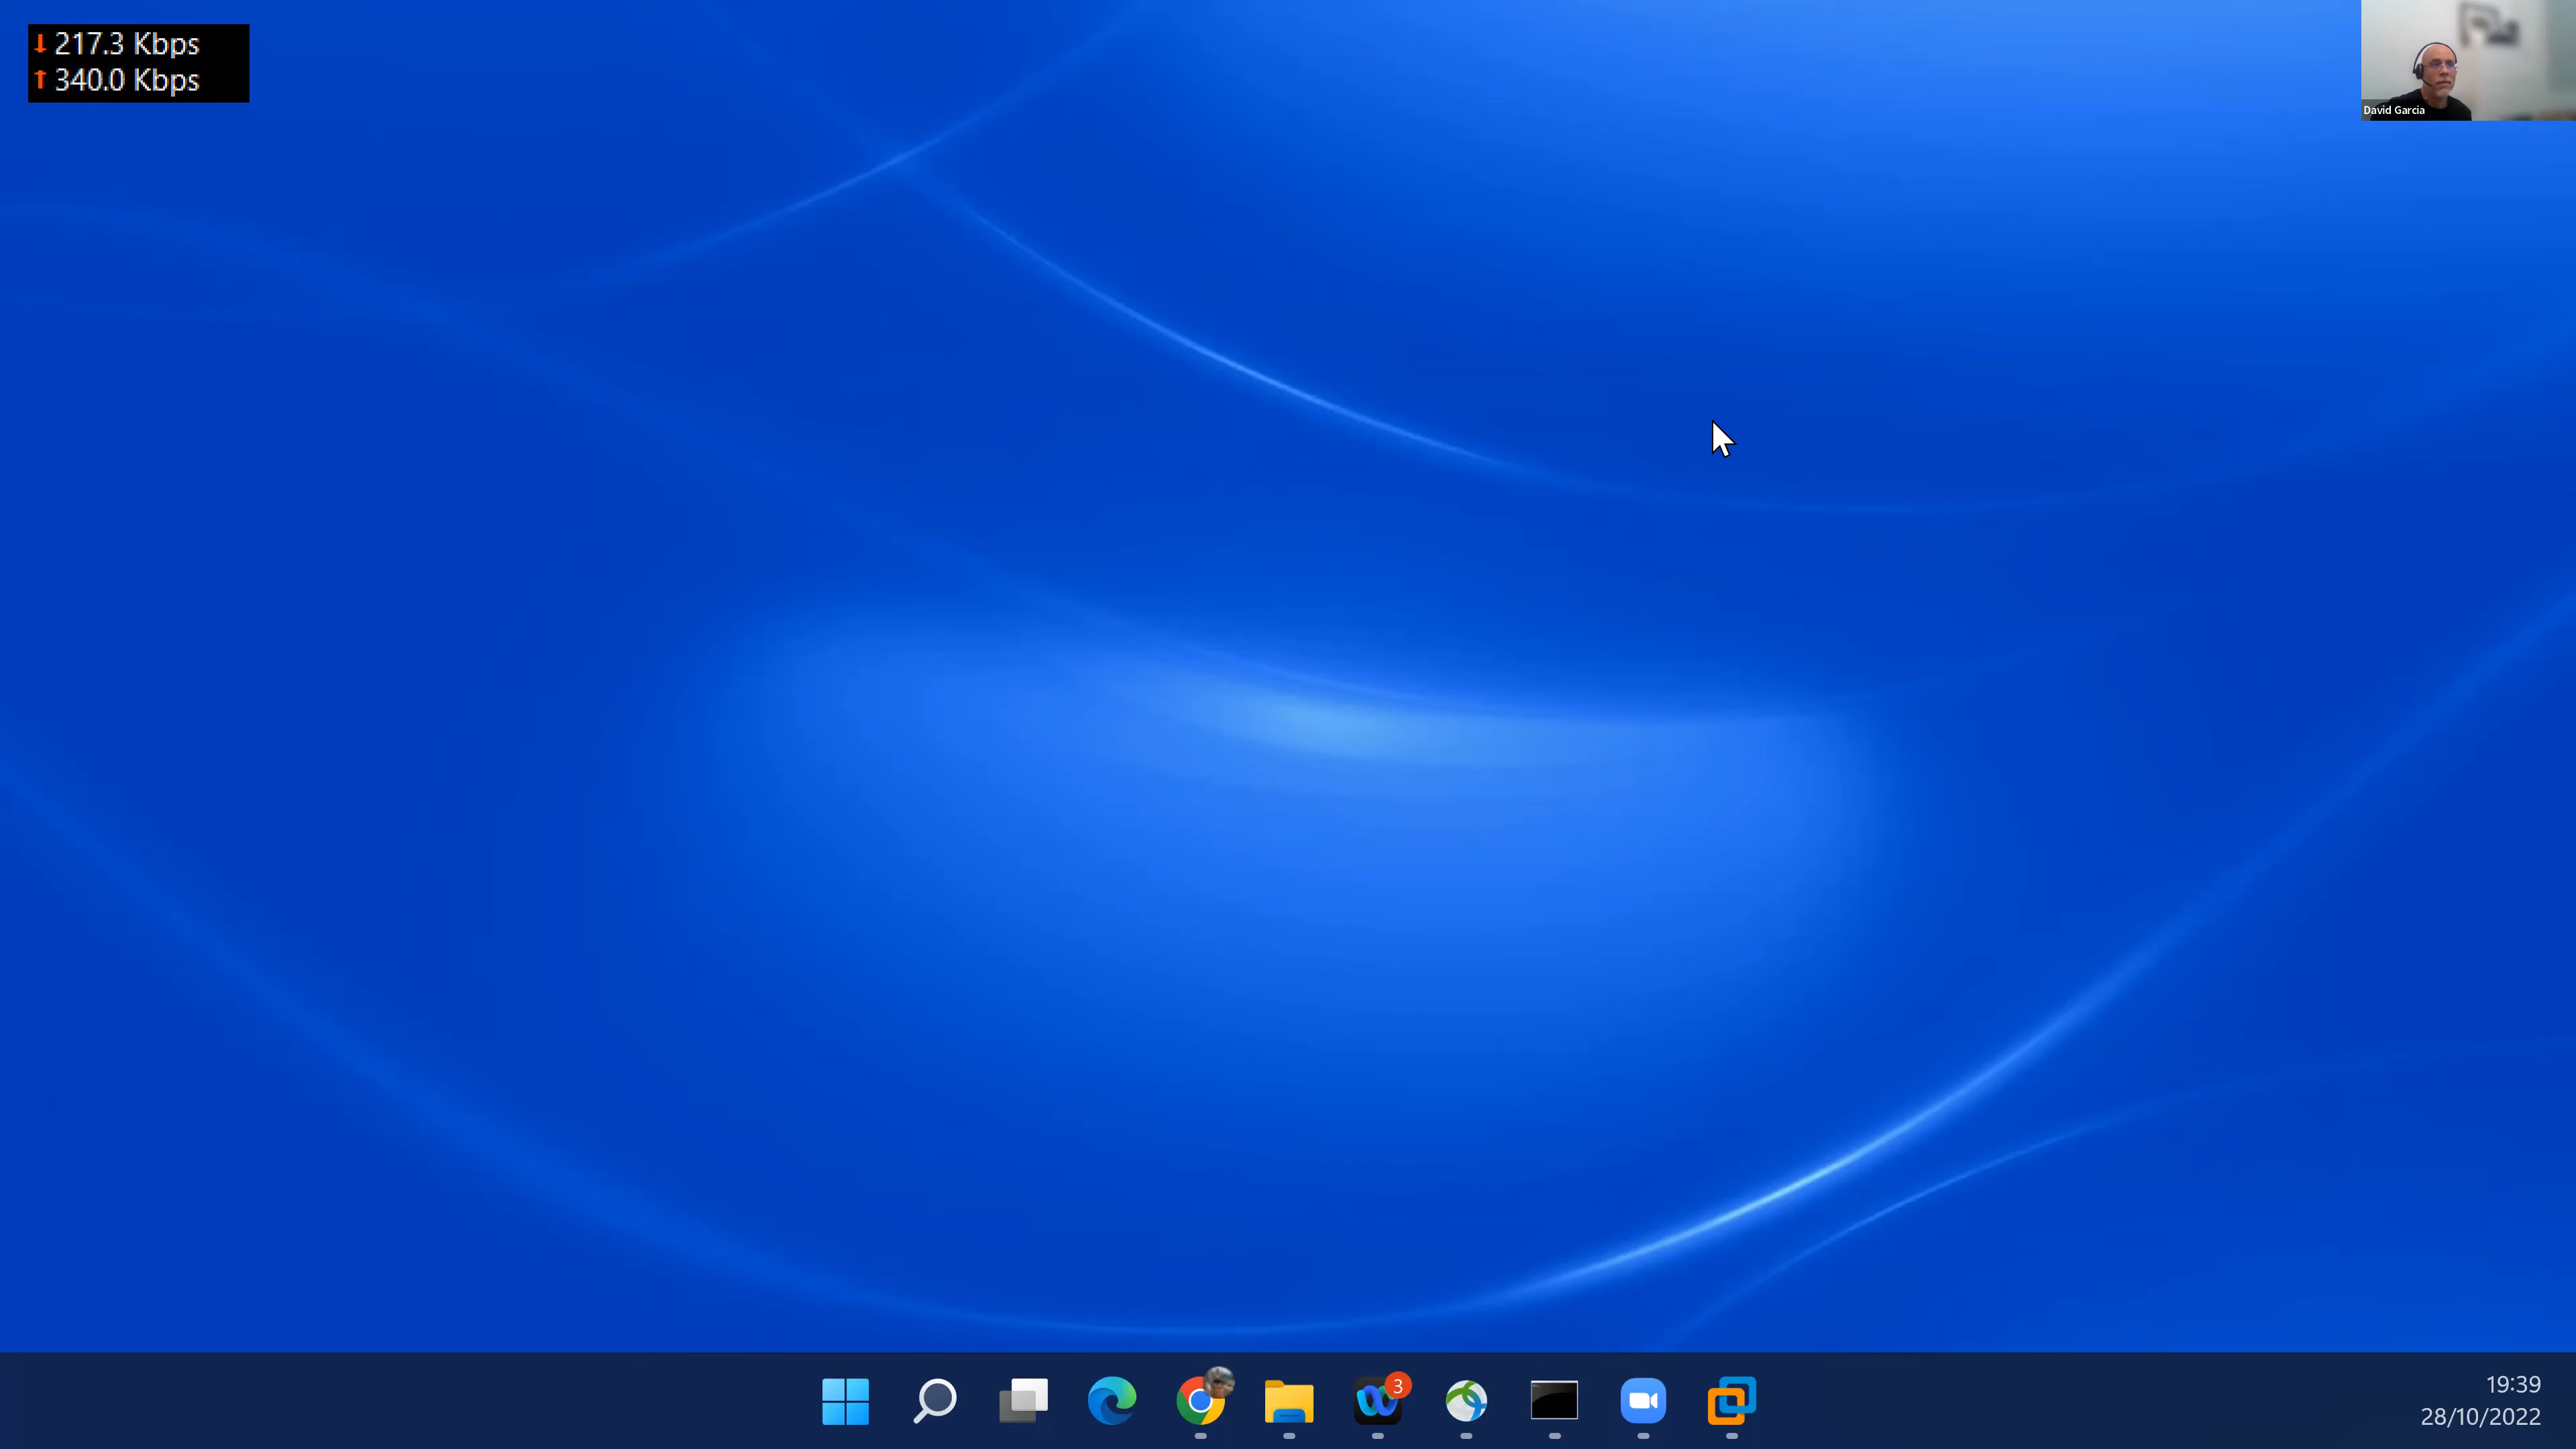 ↓ 217.3 Kbps
↑ 340.0 Kbps
David Garcia
3
19:39
28/10/2022